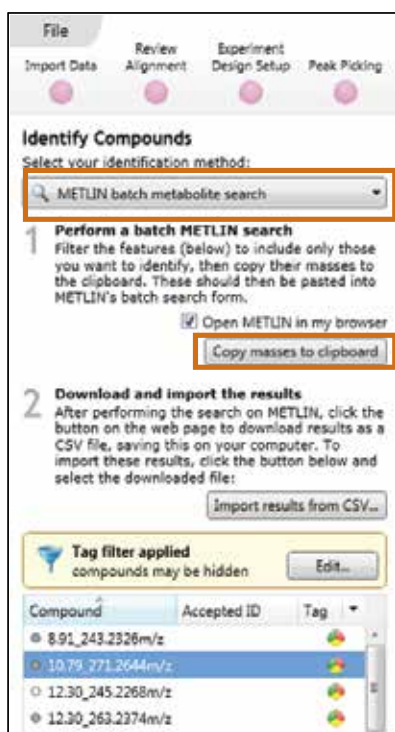 File
Import Data Review Alignment Experiment Design Setup Peak Picking
Identify Compounds
Select your identification method:
METLIN batch metabolite search
1 Perform a batch METLIN search
Filter the features (below) to include only those
you want to identify, then copy their masses to
the clipboard. These should then be pasted into
METLIN's batch search form.
Open METLIN in my browser
Copy masses to clipboard
2 Download and import the results
After performing the search on METLIN, click the
button on the web page to download results as a
CSV file, saving this on your computer. To
import these results, click the button below and
select the downloaded file:
Import results from CSV...
Tag filter applied
compounds may be hidden
Edit...
Compound Accepted ID Tag
8.91_243.2326m/z
10.79_271.2644m/z
12.30_245.2268m/z
12.30_263.2374m/z